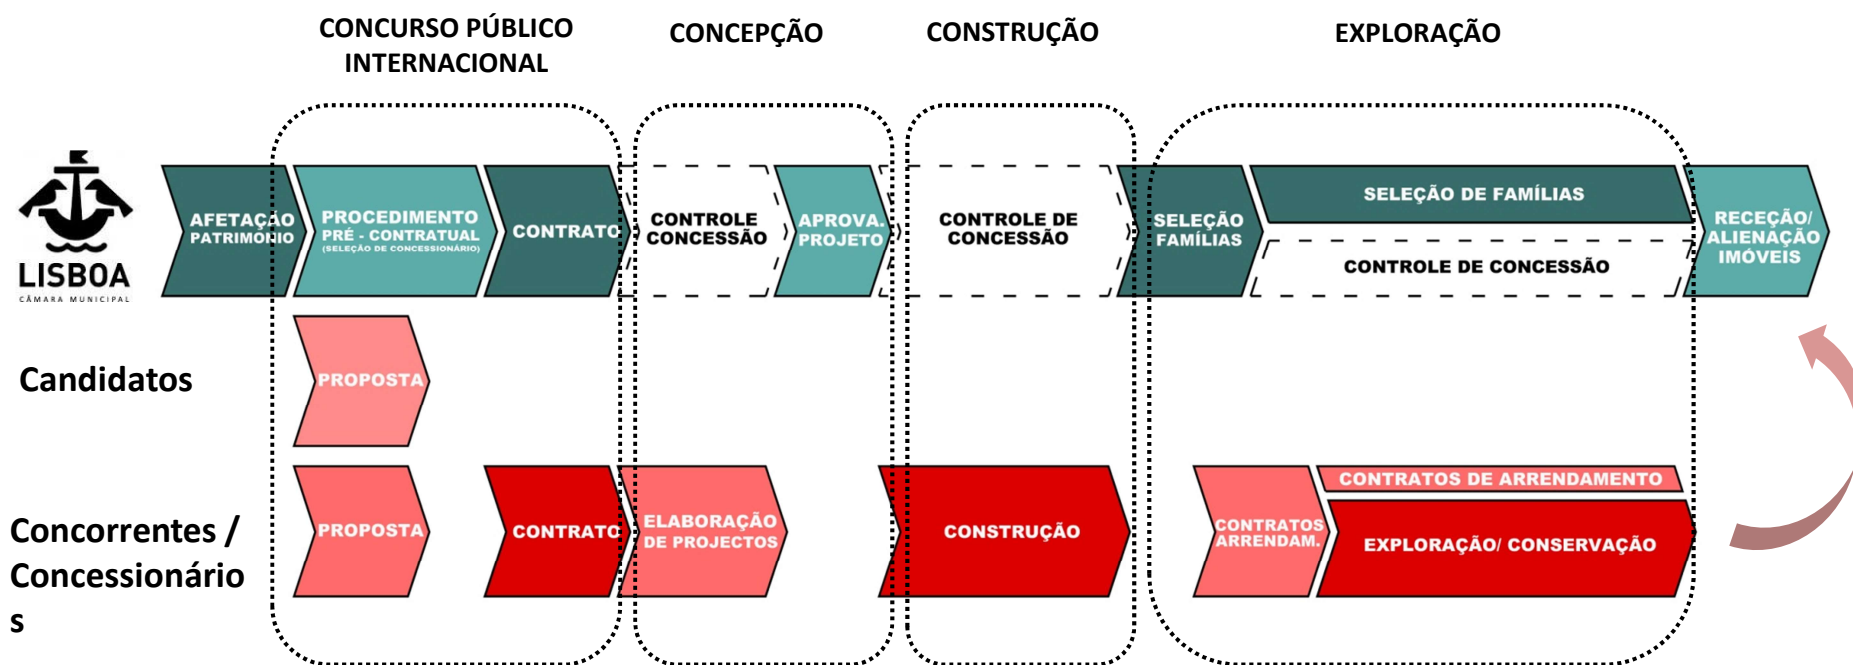 CONCURSO PÚBLICO
INTERNACIONAL
CONCEPÇÃO
CONSTRUÇÃO
EXPLORAÇÃO
LISBOA
CÂMARA MUNICIPAL
AFETAÇÃO
PATRIMÓNIO
PROCEDIMENTO
PRÉ - CONTRATUAL
(SELEÇÃO DE CONCESSIONÁRIO)
CONTRATO
CONTROLE
CONCESSÃO
APROVA.
PROJETO
CONTROLE DE
CONCESSÃO
SELEÇÃO
FAMÍLIAS
SELEÇÃO DE FAMÍLIAS
CONTROLE DE CONCESSÃO
RECEÇÃO/
ALIENAÇÃO
IMÓVEIS
Candidatos
PROPOSTA
Concorrentes /
Concessionário
s
PROPOSTA
CONTRATO
ELABORAÇÃO
DE PROJECTOS
CONSTRUÇÃO
CONTRATOS
ARRENDAM.
CONTRATOS DE ARRENDAMENTO
EXPLORAÇÃO/ CONSERVAÇÃO